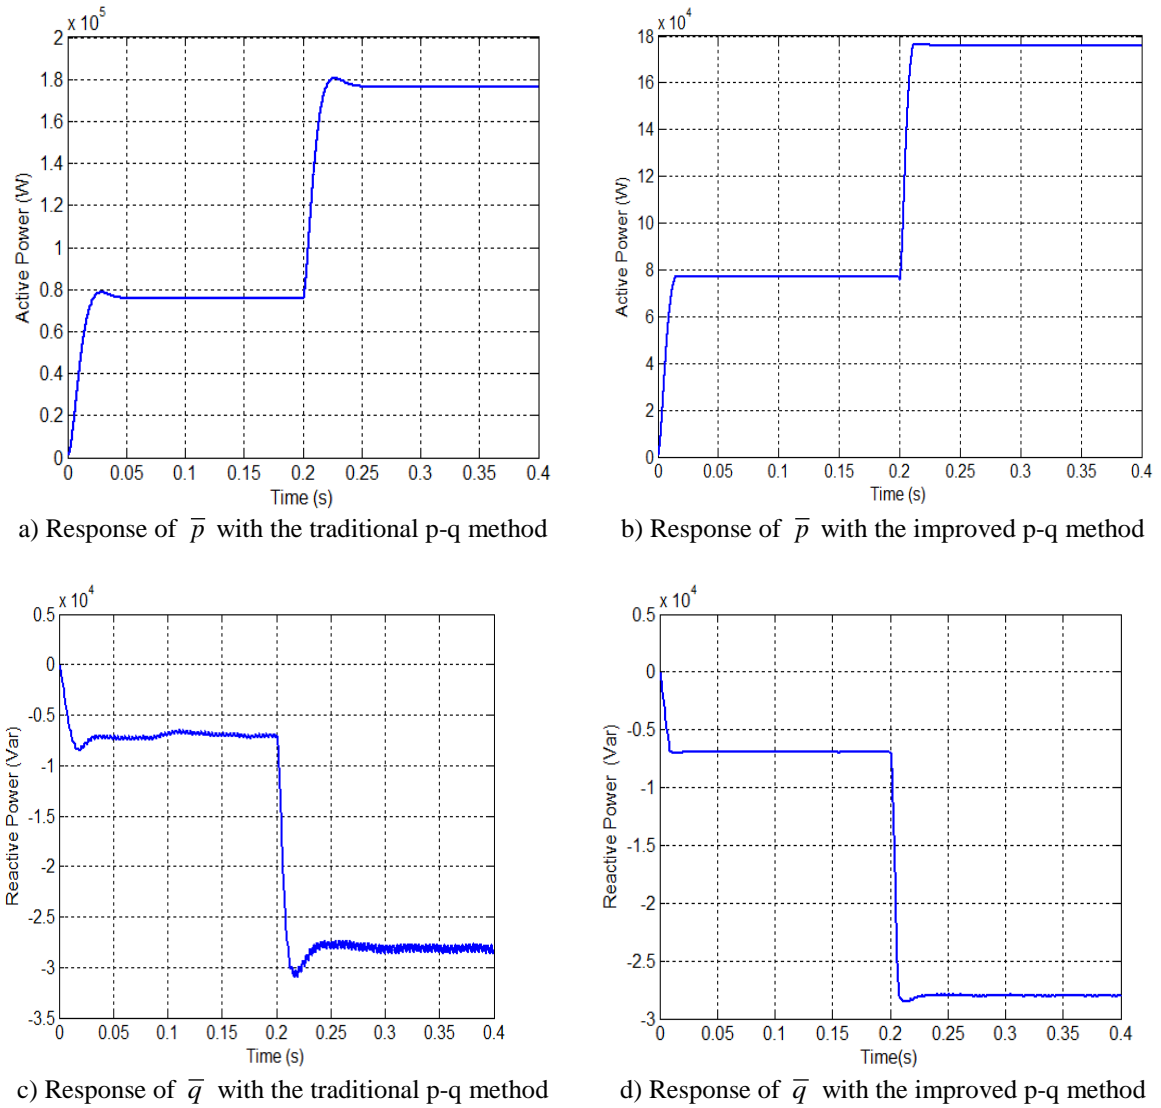 x 10^5
2
1.8
1.6
1.4
1.2
1
0.8
0.6
0.4
0.2
0
0 0.05 0.1 0.15 0.2 0.25 0.3 0.35 0.4
Active Power (W)
Time (s)
a) Response of p̅ with the traditional p-q method
x 10^4
18
16
14
12
10
8
6
4
2
0
0 0.05 0.1 0.15 0.2 0.25 0.3 0.35 0.4
Active Power (W)
Time (s)
b) Response of p̅ with the improved p-q method
x 10^4
0.5
0
-0.5
-1
-1.5
-2
-2.5
-3
-3.5
0 0.05 0.1 0.15 0.2 0.25 0.3 0.35 0.4
Reactive Power (Var)
Time (s)
c) Response of q̅ with the traditional p-q method
x 10^4
0.5
0
-0.5
-1
-1.5
-2
-2.5
-3
0 0.05 0.1 0.15 0.2 0.25 0.3 0.35 0.4
Reactive Power (Var)
Time(s)
d) Response of q̅ with the improved p-q method